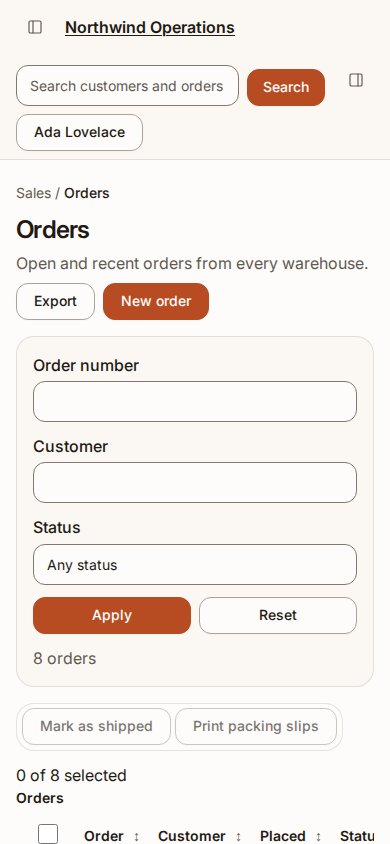 Northwind Operations
Search customers and orders
Search
Ada Lovelace
Sales / Orders
Orders
Open and recent orders from every warehouse.
Export
New order
Order number
Customer
Status
Any status
Apply
Reset
8 orders
Mark as shipped
Print packing slips
0 of 8 selected
Orders
Order ↕ Customer ↕ Placed ↕ Statu